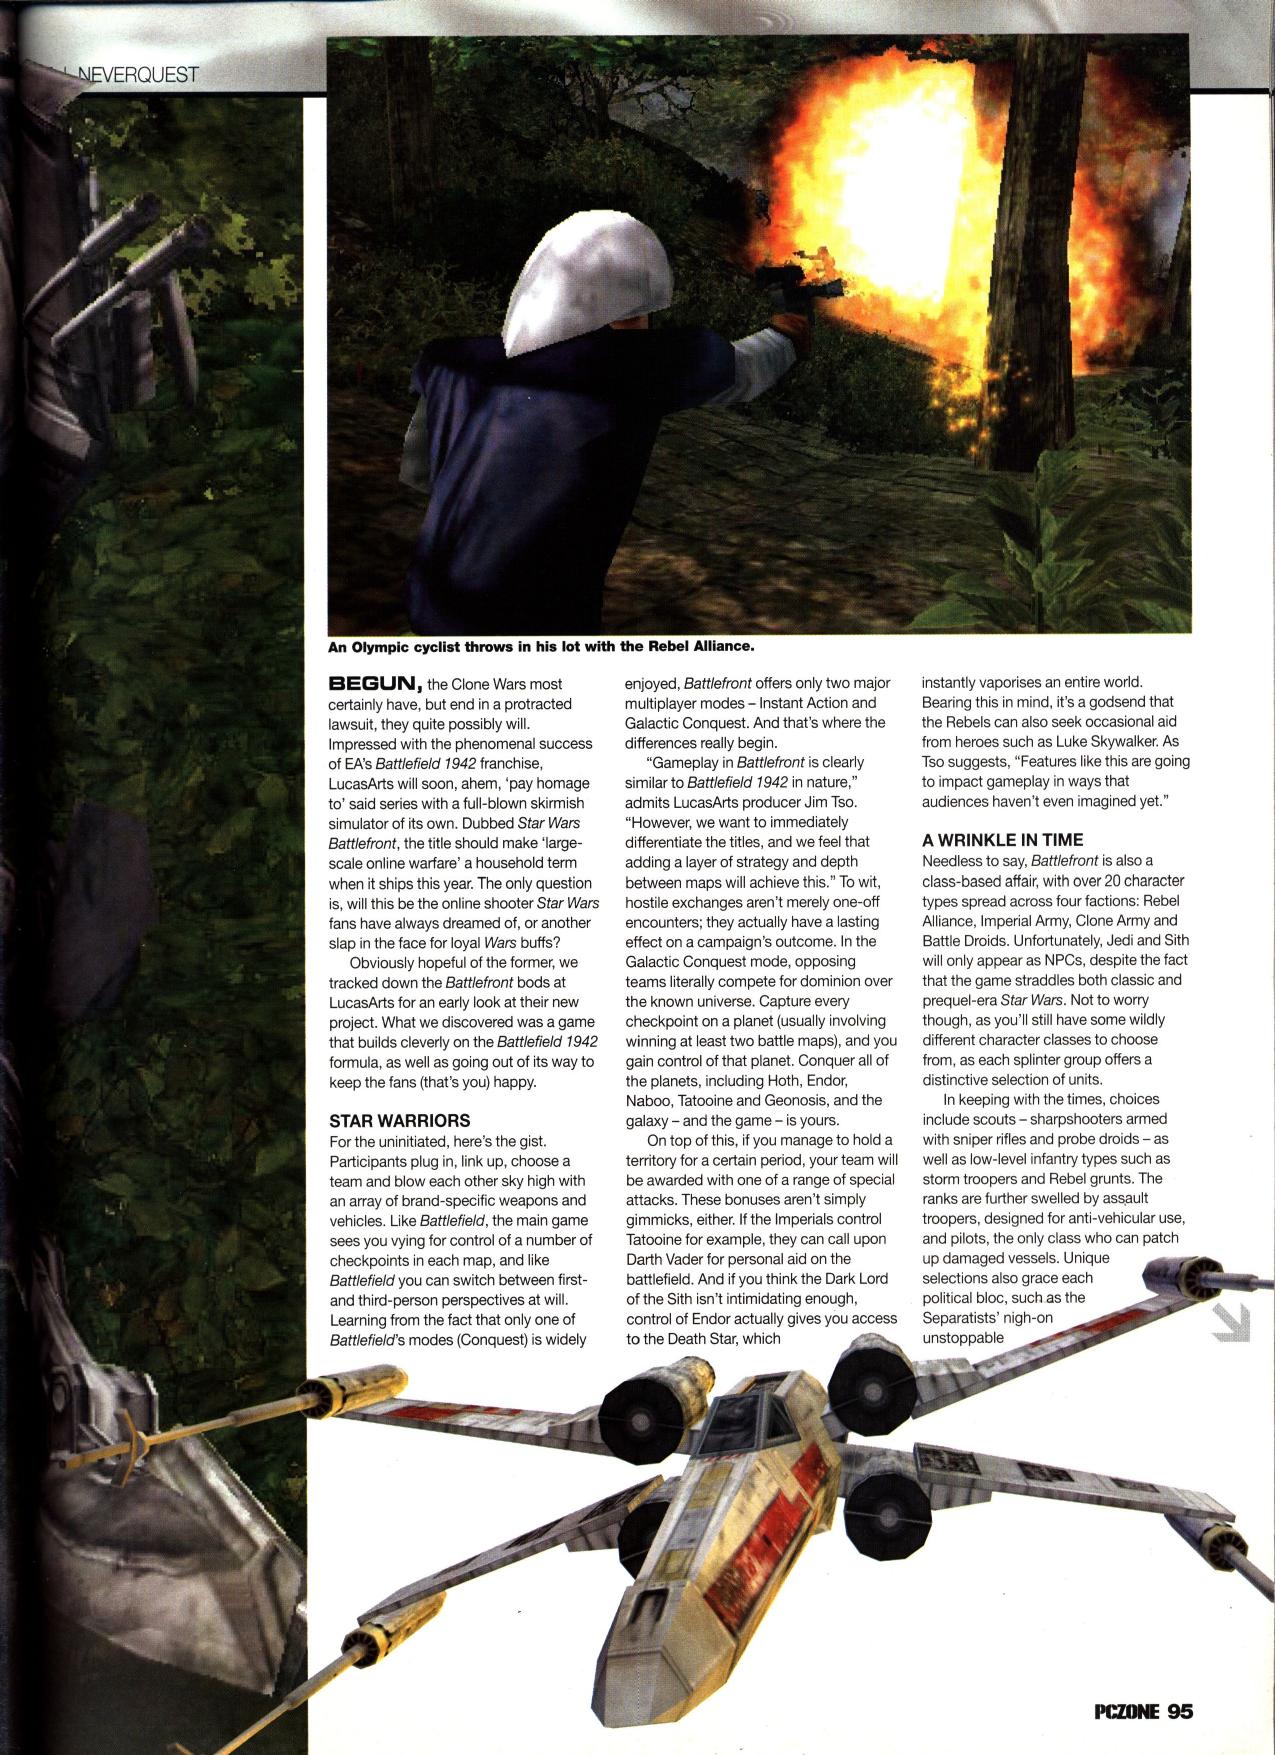 NEVERQUEST
An Olympic cyclist throws in his lot with the Rebel Alliance.
BEGUN, the Clone Wars most
certainly have, but end in a protracted
lawsuit, they quite possibly will.
Impressed with the phenomenal success
of EA's Battlefield 1942 franchise,
LucasArts will soon, ahem, 'pay homage
to' said series with a full-blown skirmish
simulator of its own. Dubbed Star Wars
Battlefront, the title should make 'large-
scale online warfare' a household term
when it ships this year. The only question
is, will this be the online shooter Star Wars
fans have always dreamed of, or another
slap in the face for loyal Wars buffs?
Obviously hopeful of the former, we
tracked down the Battlefront bods at
LucasArts for an early look at their new
project. What we discovered was a game
that builds cleverly on the Battlefield 1942
formula, as well as going out of its way to
keep the fans (that's you) happy.
STAR WARRIORS
For the uninitiated, here's the gist.
Participants plug in, link up, choose a
team and blow each other sky high with
an array of brand-specific weapons and
vehicles. Like Battlefield, the main game
sees you vying for control of a number of
checkpoints in each map, and like
Battlefield you can switch between first-
and third-person perspectives at will.
Learning from the fact that only one of
Battlefield's modes (Conquest) is widely
enjoyed, Battlefront offers only two major
multiplayer modes – Instant Action and
Galactic Conquest. And that's where the
differences really begin.
"Gameplay in Battlefront is clearly
similar to Battlefield 1942 in nature,"
admits LucasArts producer Jim Tso.
"However, we want to immediately
differentiate the titles, and we feel that
adding a layer of strategy and depth
between maps will achieve this." To wit,
hostile exchanges aren't merely one-off
encounters; they actually have a lasting
effect on a campaign's outcome. In the
Galactic Conquest mode, opposing
teams literally compete for dominion over
the known universe. Capture every
checkpoint on a planet (usually involving
winning at least two battle maps), and you
gain control of that planet. Conquer all of
the planets, including Hoth, Endor,
Naboo, Tatooine and Geonosis, and the
galaxy – and the game – is yours.
On top of this, if you manage to hold a
territory for a certain period, your team will
be awarded with one of a range of special
attacks. These bonuses aren't simply
gimmicks, either. If the Imperials control
Tatooine for example, they can call upon
Darth Vader for personal aid on the
battlefield. And if you think the Dark Lord
of the Sith isn't intimidating enough,
control of Endor actually gives you access
to the Death Star, which
instantly vaporises an entire world.
Bearing this in mind, it's a godsend that
the Rebels can also seek occasional aid
from heroes such as Luke Skywalker. As
Tso suggests, "Features like this are going
to impact gameplay in ways that
audiences haven't even imagined yet."
A WRINKLE IN TIME
Needless to say, Battlefront is also a
class-based affair, with over 20 character
types spread across four factions: Rebel
Alliance, Imperial Army, Clone Army and
Battle Droids. Unfortunately, Jedi and Sith
will only appear as NPCs, despite the fact
that the game straddles both classic and
prequel-era Star Wars. Not to worry
though, as you'll still have some wildly
different character classes to choose
from, as each splinter group offers a
distinctive selection of units.
In keeping with the times, choices
include scouts – sharpshooters armed
with sniper rifles and probe droids – as
well as low-level infantry types such as
storm troopers and Rebel grunts. The
ranks are further swelled by assault
troopers, designed for anti-vehicular use,
and pilots, the only class who can patch
up damaged vessels. Unique
selections also grace each
political bloc, such as the
Separatists' nigh-on
unstoppable
PCZONE 95